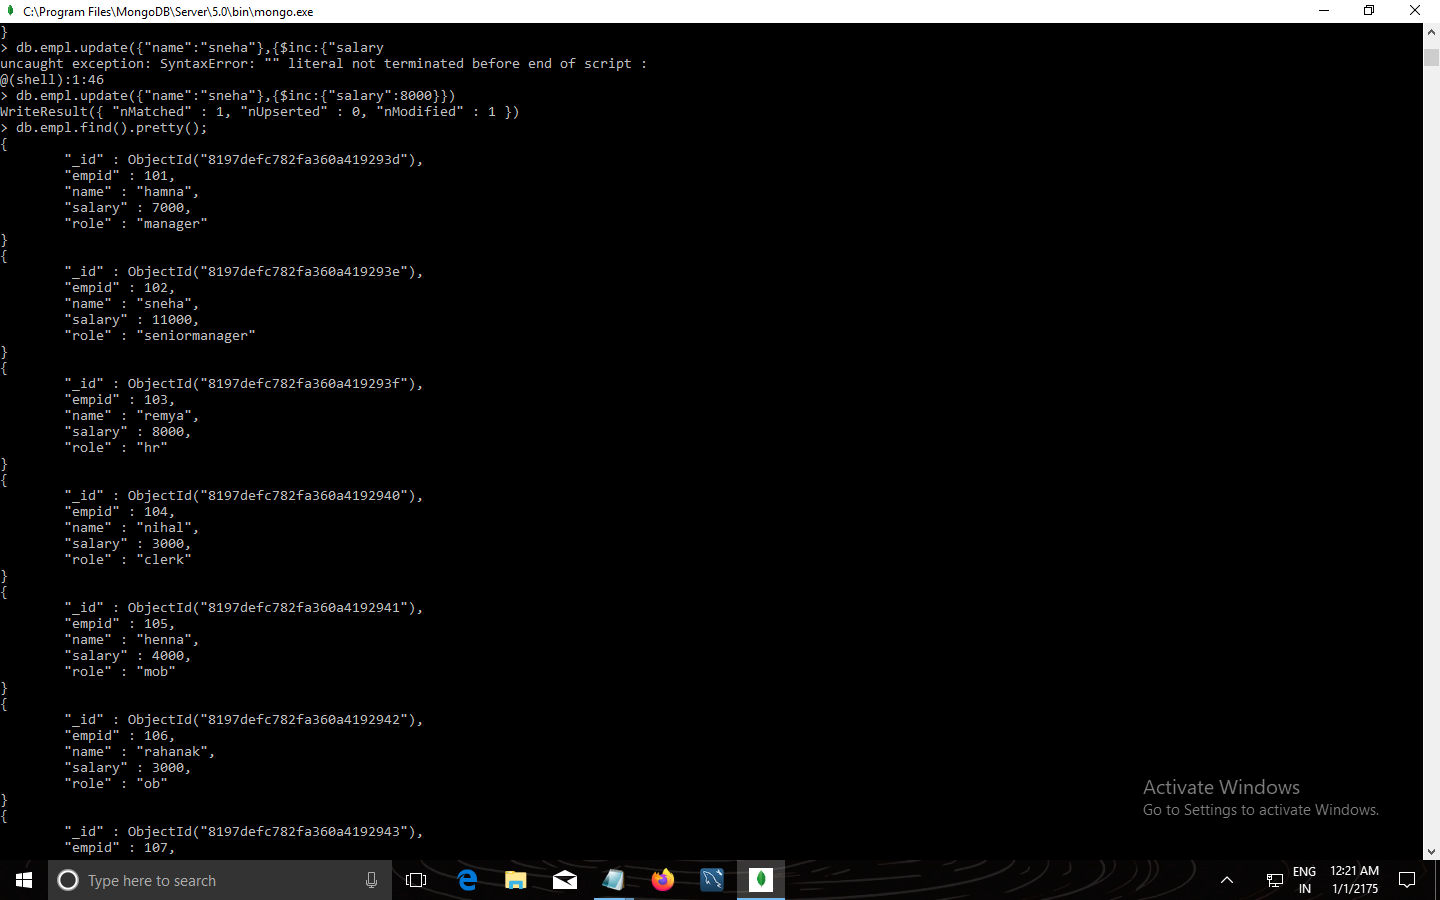 C:\Program Files\MongoDB\Server\5.0\bin\mongo.exe
}
> db.empl.update({"name":"sneha"},{$inc:{"salary
uncaught exception: SyntaxError: "" literal not terminated before end of script :
@(shell):1:46
> db.empl.update({"name":"sneha"},{$inc:{"salary":8000}})
WriteResult({ "nMatched" : 1, "nUpserted" : 0, "nModified" : 1 })
> db.empl.find().pretty();
{
"_id" : ObjectId("8197defc782fa360a419293d"),
"empid" : 101,
"name" : "hamna",
"salary" : 7000,
"role" : "manager"
}
{
"_id" : ObjectId("8197defc782fa360a419293e"),
"empid" : 102,
"name" : "sneha",
"salary" : 11000,
"role" : "seniormanager"
}
{
"_id" : ObjectId("8197defc782fa360a419293f"),
"empid" : 103,
"name" : "remya",
"salary" : 8000,
"role" : "hr"
}
{
"_id" : ObjectId("8197defc782fa360a4192940"),
"empid" : 104,
"name" : "nihal",
"salary" : 3000,
"role" : "clerk"
}
{
"_id" : ObjectId("8197defc782fa360a4192941"),
"empid" : 105,
"name" : "henna",
"salary" : 4000,
"role" : "mob"
}
{
"_id" : ObjectId("8197defc782fa360a4192942"),
"empid" : 106,
"name" : "rahanak",
"salary" : 3000,
"role" : "ob"
}
{
"_id" : ObjectId("8197defc782fa360a4192943"),
"empid" : 107,
Activate Windows
Go to Settings to activate Windows.
Type here to search
ENG
IN
12:21 AM
1/1/2175